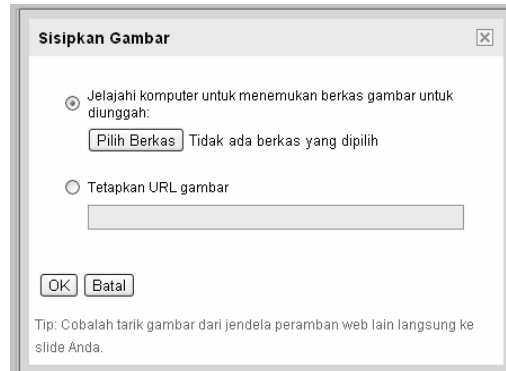 Sisipkan Gambar
Jelajahi komputer untuk menemukan berkas gambar untuk
diunggah:
Pilih Berkas Tidak ada berkas yang dipilih
Tetapkan URL gambar
OK Batal
Tip: Cobalah tarik gambar dari jendela peramban web lain langsung ke
slide Anda.